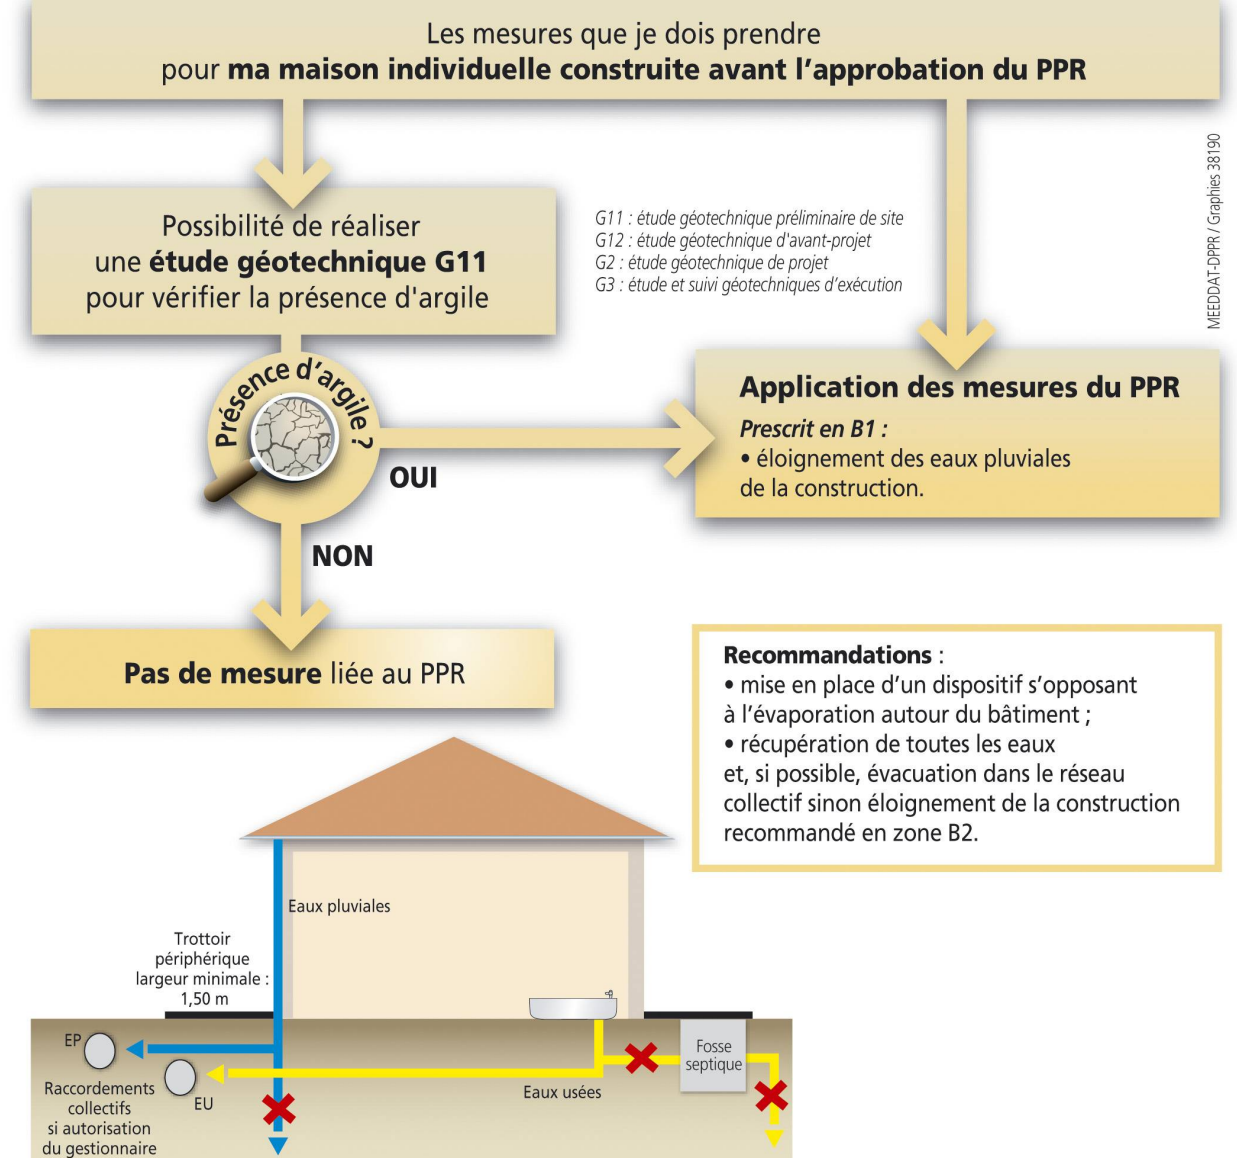 Les mesures que je dois prendre
pour ma maison individuelle construite avant l’approbation du PPR
Possibilité de réaliser
une étude géotechnique G11
pour vérifier la présence d'argile
G11 : étude géotechnique préliminaire de site
G12 : étude géotechnique d'avant-projet
G2 : étude géotechnique de projet
G3 : étude et suivi géotechniques d’exécution
MEEDDAT-DPPR / Graphies 38190
Présence d’argile ?
OUI
NON
Application des mesures du PPR
Prescrit en B1 :
• éloignement des eaux pluviales
de la construction.
Pas de mesure liée au PPR
Recommandations :
• mise en place d’un dispositif s’opposant
à l’évaporation autour du bâtiment ;
• récupération de toutes les eaux
et, si possible, évacuation dans le réseau
collectif sinon éloignement de la construction
recommandé en zone B2.
Eaux pluviales
Trottoir
périphérique
largeur minimale :
1,50 m
EP
EU
Raccordements
collectifs
si autorisation
du gestionnaire
Eaux usées
Fosse
septique